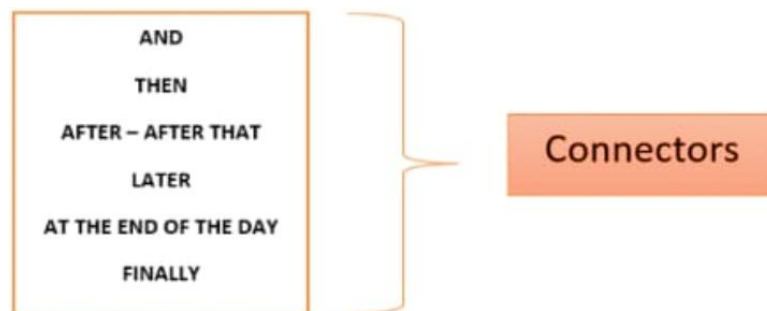 AND
THEN
AFTER – AFTER THAT
LATER
AT THE END OF THE DAY
FINALLY
Connectors